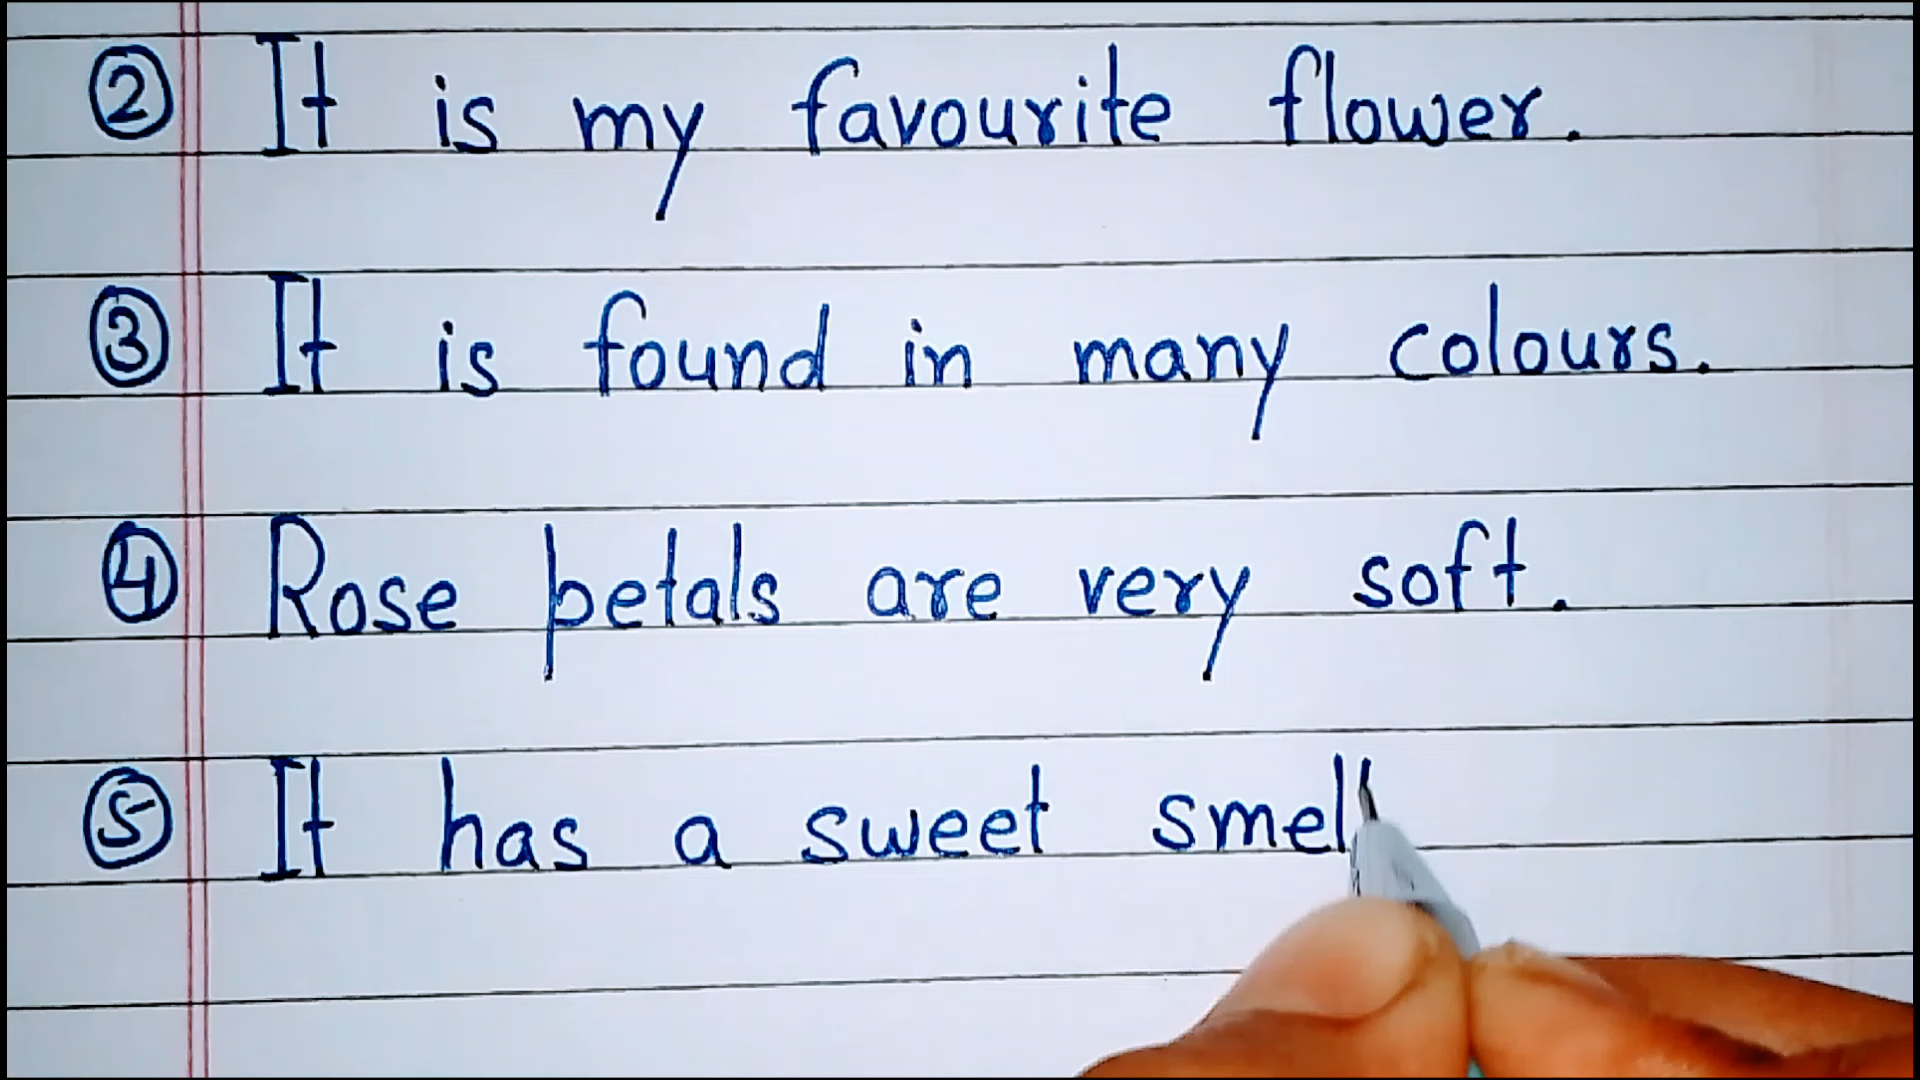 ② It is my favourite flower.
③ It is found in many colours.
④ Rose petals are very soft.
⑤ It has a sweet smell